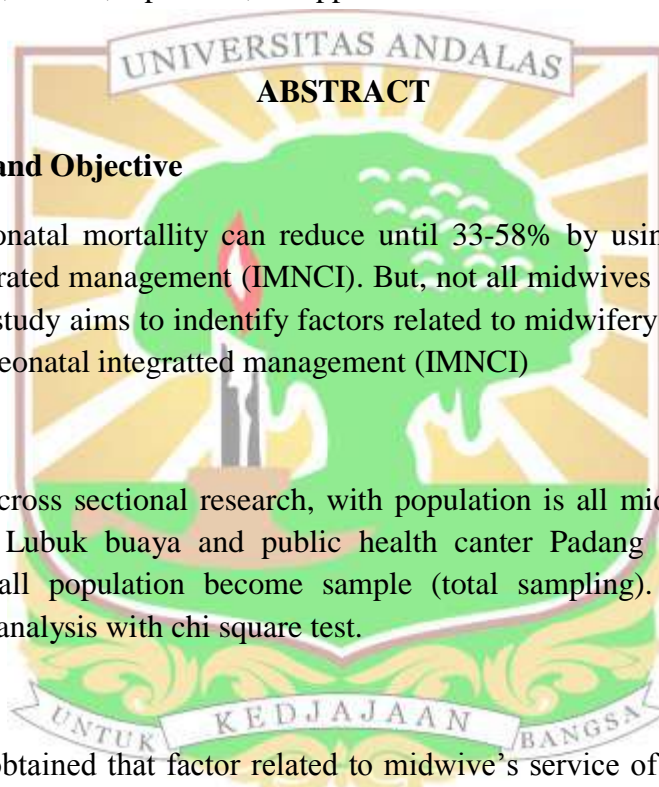 UNIVERSITAS ANDALAS
ABSTRACT
and Objective
onatal mortallity can reduce until 33-58% by usin
rated management (IMNCI). But, not all midwives
study aims to indentify factors related to midwifery
eonatal integratted management (IMNCI)
cross sectional research, with population is all mid
Lubuk buaya and public health canter Padang
all population become sample (total sampling).
analysis with chi square test.
UNTUK KEDJAJAAN BANGSA
obtained that factor related to midwive's service of